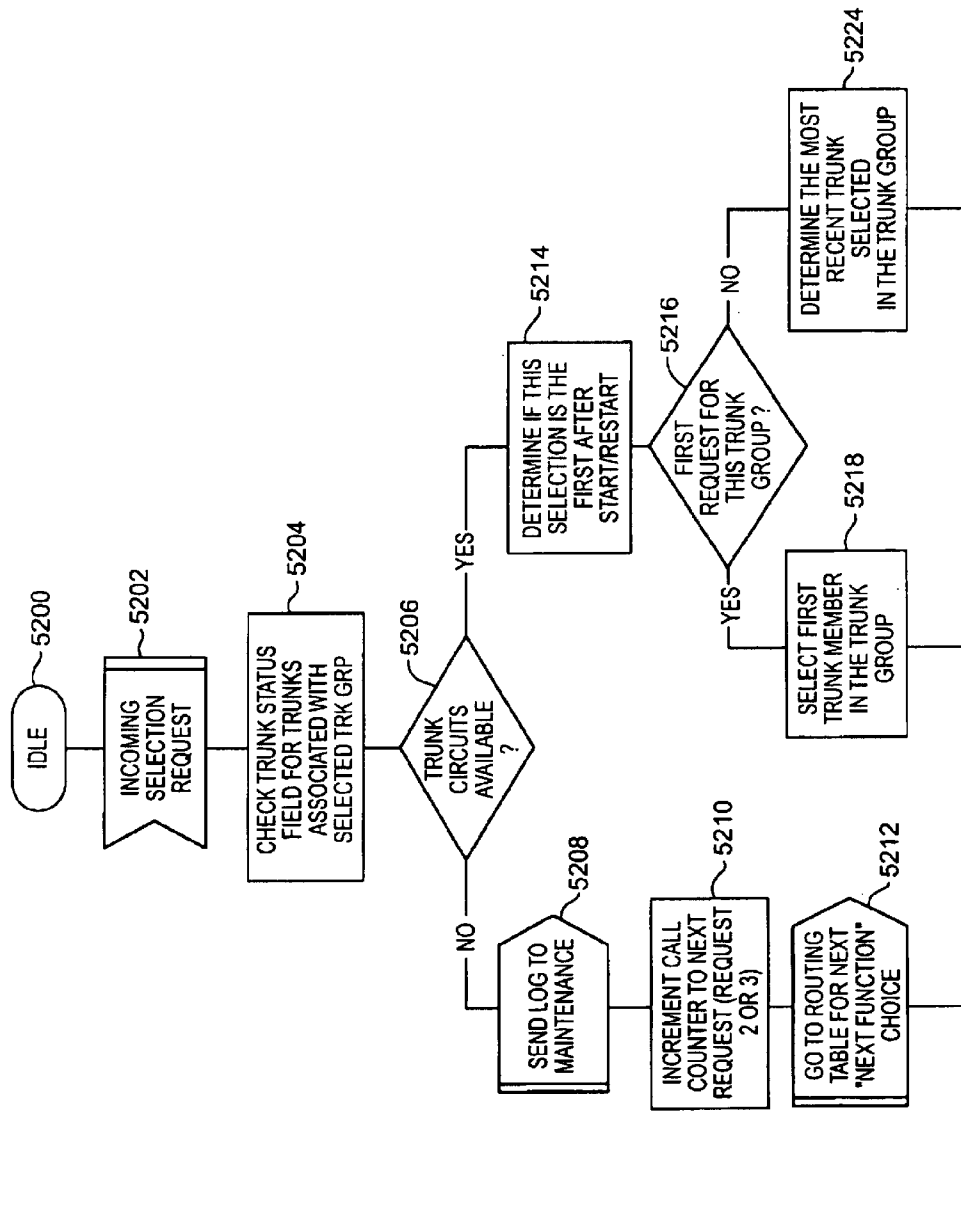 IDLE
5200
INCOMING
SELECTION
REQUEST
5202
CHECK TRUNK STATUS
FIELD FOR TRUNKS
ASSOCIATED WITH
SELECTED TRK GRP
5204
TRUNK
CIRCUITS
AVAILABLE
?
5206
NO
YES
SEND LOG TO
MAINTENANCE
5208
INCREMENT CALL
COUNTER TO NEXT
REQUEST (REQUEST
2 OR 3)
5210
GO TO ROUTING
TABLE FOR NEXT
"NEXT FUNCTION"
CHOICE
5212
DETERMINE IF THIS
SELECTION IS THE
FIRST AFTER
START/RESTART
5214
FIRST
REQUEST FOR
THIS TRUNK
GROUP?
5216
YES
NO
SELECT FIRST
TRUNK MEMBER
IN THE TRUNK
GROUP
5218
DETERMINE THE MOST
RECENT TRUNK
SELECTED
IN THE TRUNK GROUP
5224